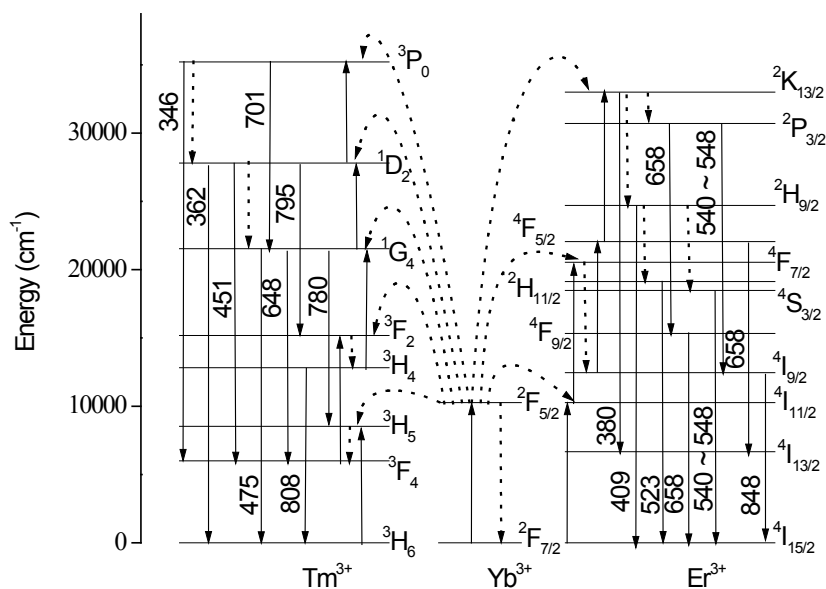 Energy (cm⁻¹)
30000
20000
10000
0
³P₀
¹D₂
¹G₄
³F₂
³H₄
³H₅
³F₄
³H₆
346
701
362
795
451
648
780
475
808
Tm³⁺
²F₅/₂
²F₇/₂
Yb³⁺
²K₁₃/₂
²P₃/₂
²H₉/₂
⁴F₅/₂
⁴F₇/₂
²H₁₁/₂
⁴S₃/₂
⁴F₉/₂
⁴I₉/₂
⁴I₁₁/₂
⁴I₁₃/₂
⁴I₁₅/₂
658
540 ~ 548
658
380
409
523
658
540 ~ 548
848
Er³⁺